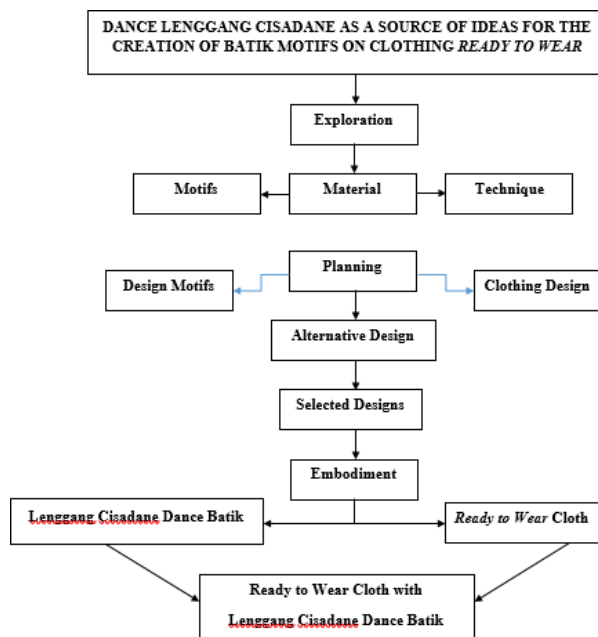 DANCE LENGGANG CISADANE AS A SOURCE OF IDEAS FOR THE
CREATION OF BATIK MOTIFS ON CLOTHING READY TO WEAR
Exploration
Motifs
Material
Technique
Planning
Design Motifs
Clothing Design
Alternative Design
Selected Designs
Embodiment
Lenggang Cisadane Dance Batik
Ready to Wear Cloth
Ready to Wear Cloth with
Lenggang Cisadane Dance Batik